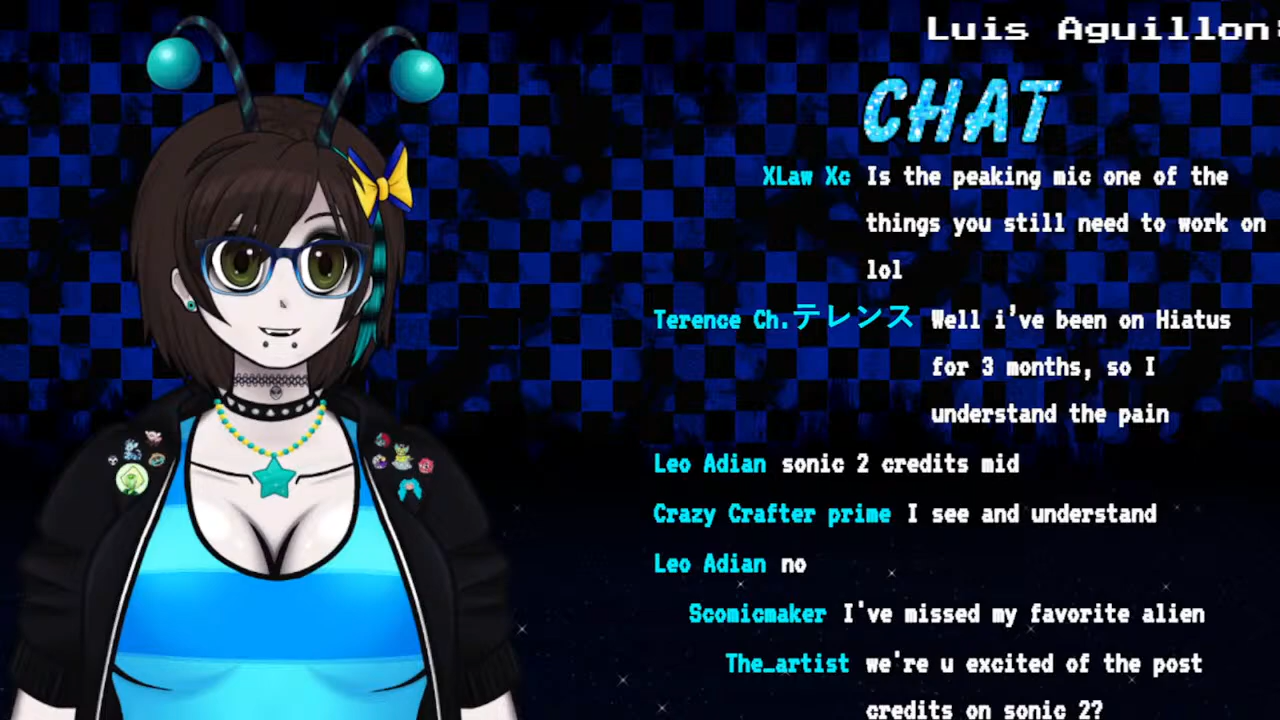 Luis Aguillon:
CHAT
XLaw Xc Is the peaking mic one of the
things you still need to work on
lol
Terence Ch.テレンス Well i've been on Hiatus
for 3 months, so I
understand the pain
Leo Adian sonic 2 credits mid
Crazy Crafter prime I see and understand
Leo Adian no
Scomicmaker I've missed my favorite alien
The_artist we're u excited of the post
credits on sonic 2?